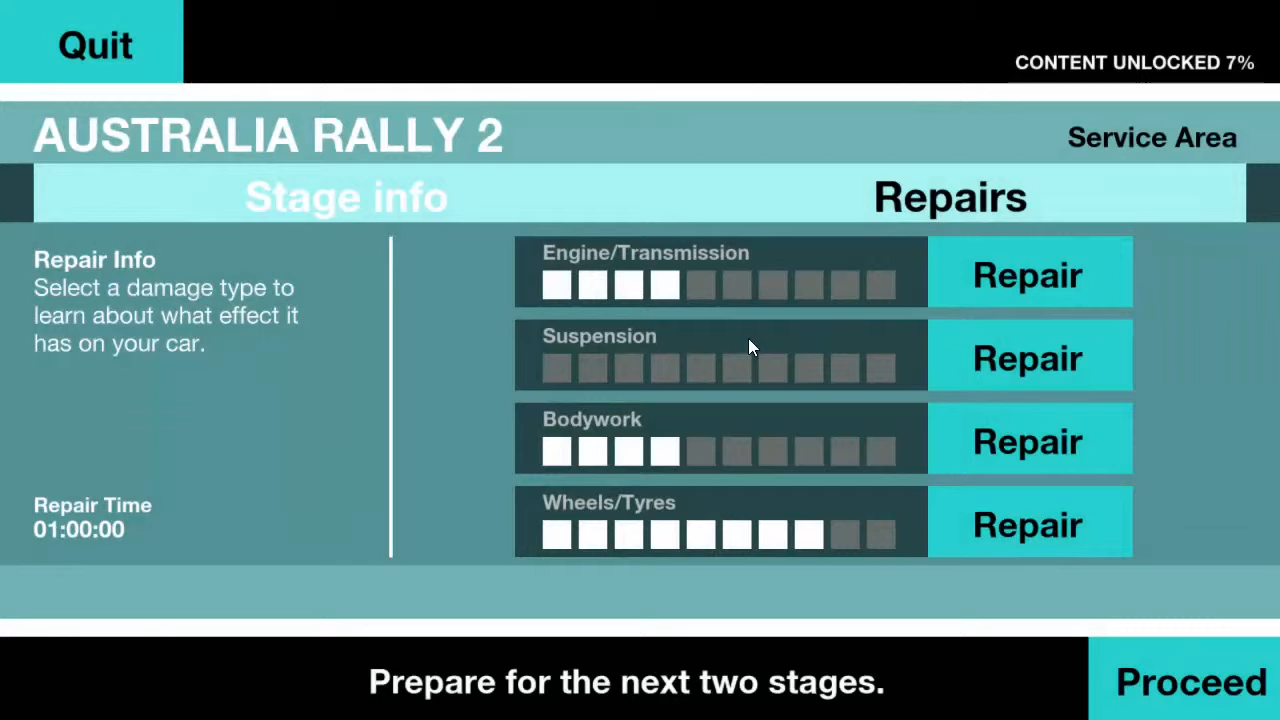 Quit
CONTENT UNLOCKED 7%
AUSTRALIA RALLY 2
Service Area
Stage info
Repairs
Repair Info
Select a damage type to
learn about what effect it
has on your car.
Repair Time
01:00:00
Engine/Transmission
Repair
Suspension
Repair
Bodywork
Repair
Wheels/Tyres
Repair
Prepare for the next two stages.
Proceed